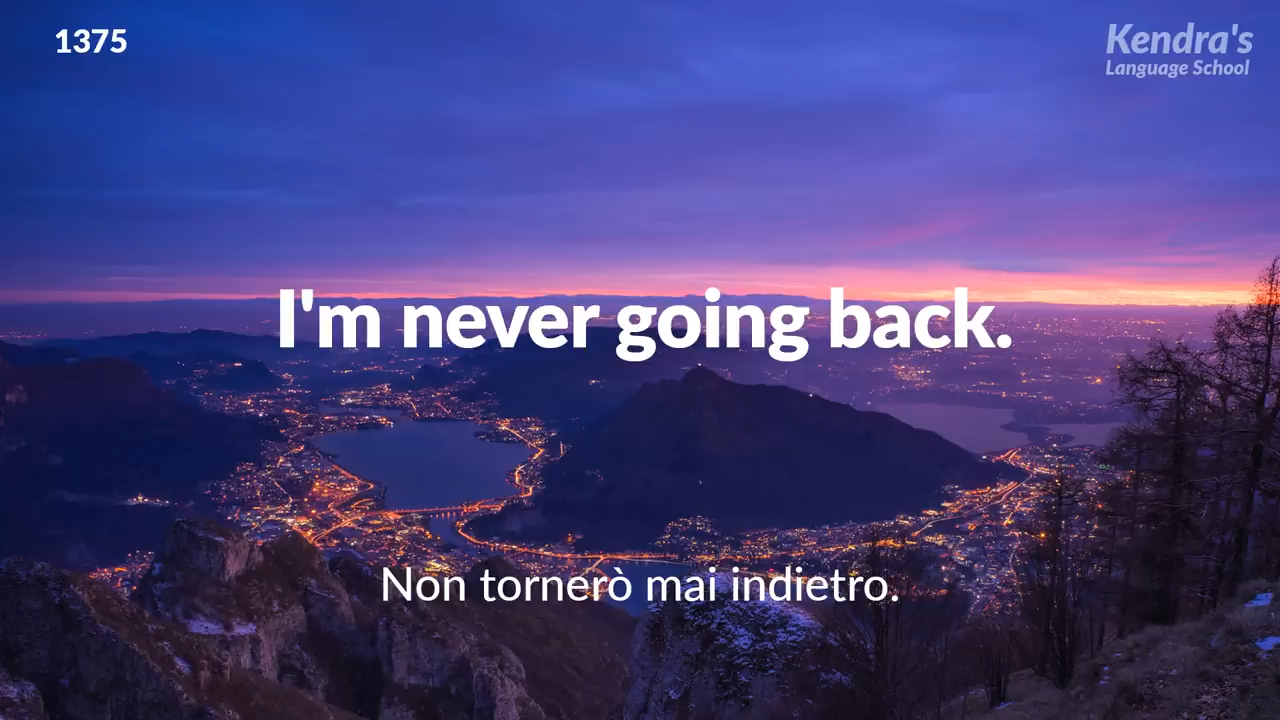 1375
Kendra's
Language School
I'm never going back.
Non tornerò mai indietro.